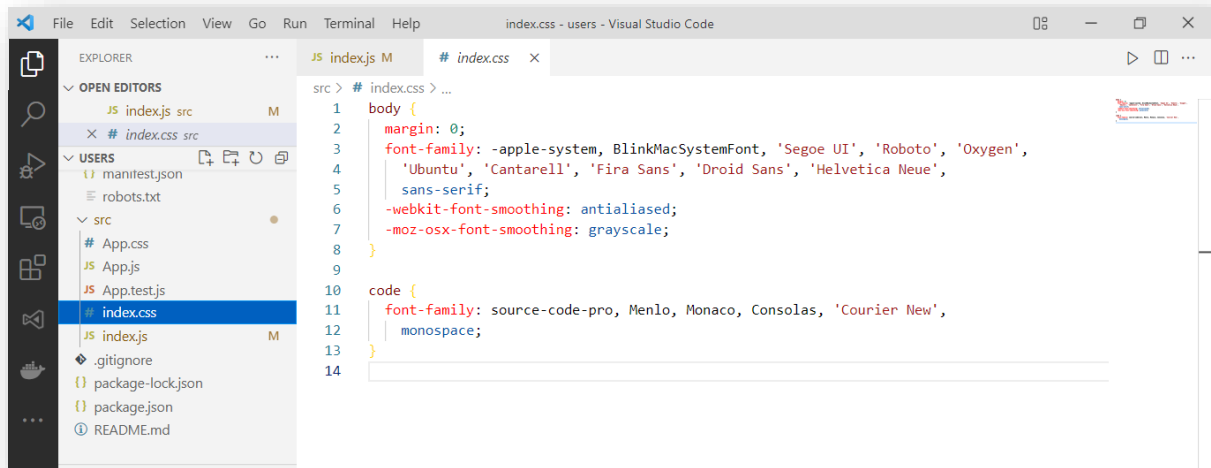 File Edit Selection View Go Run Terminal Help index.css - users - Visual Studio Code
EXPLORER ...
OPEN EDITORS
JS index.js src M
# index.css src
USERS
{} manifest.json
robots.txt
src
# App.css
JS App.js
JS App.test.js
# index.css
JS index.js M
.gitignore
{} package-lock.json
{} package.json
README.md
JS index.js M # index.css
src > # index.css > ...
1 body {
2 margin: 0;
3 font-family: -apple-system, BlinkMacSystemFont, 'Segoe UI', 'Roboto', 'Oxygen',
4 'Ubuntu', 'Cantarell', 'Fira Sans', 'Droid Sans', 'Helvetica Neue',
5 sans-serif;
6 -webkit-font-smoothing: antialiased;
7 -moz-osx-font-smoothing: grayscale;
8 }
9
10 code {
11 font-family: source-code-pro, Menlo, Monaco, Consolas, 'Courier New',
12 monospace;
13 }
14